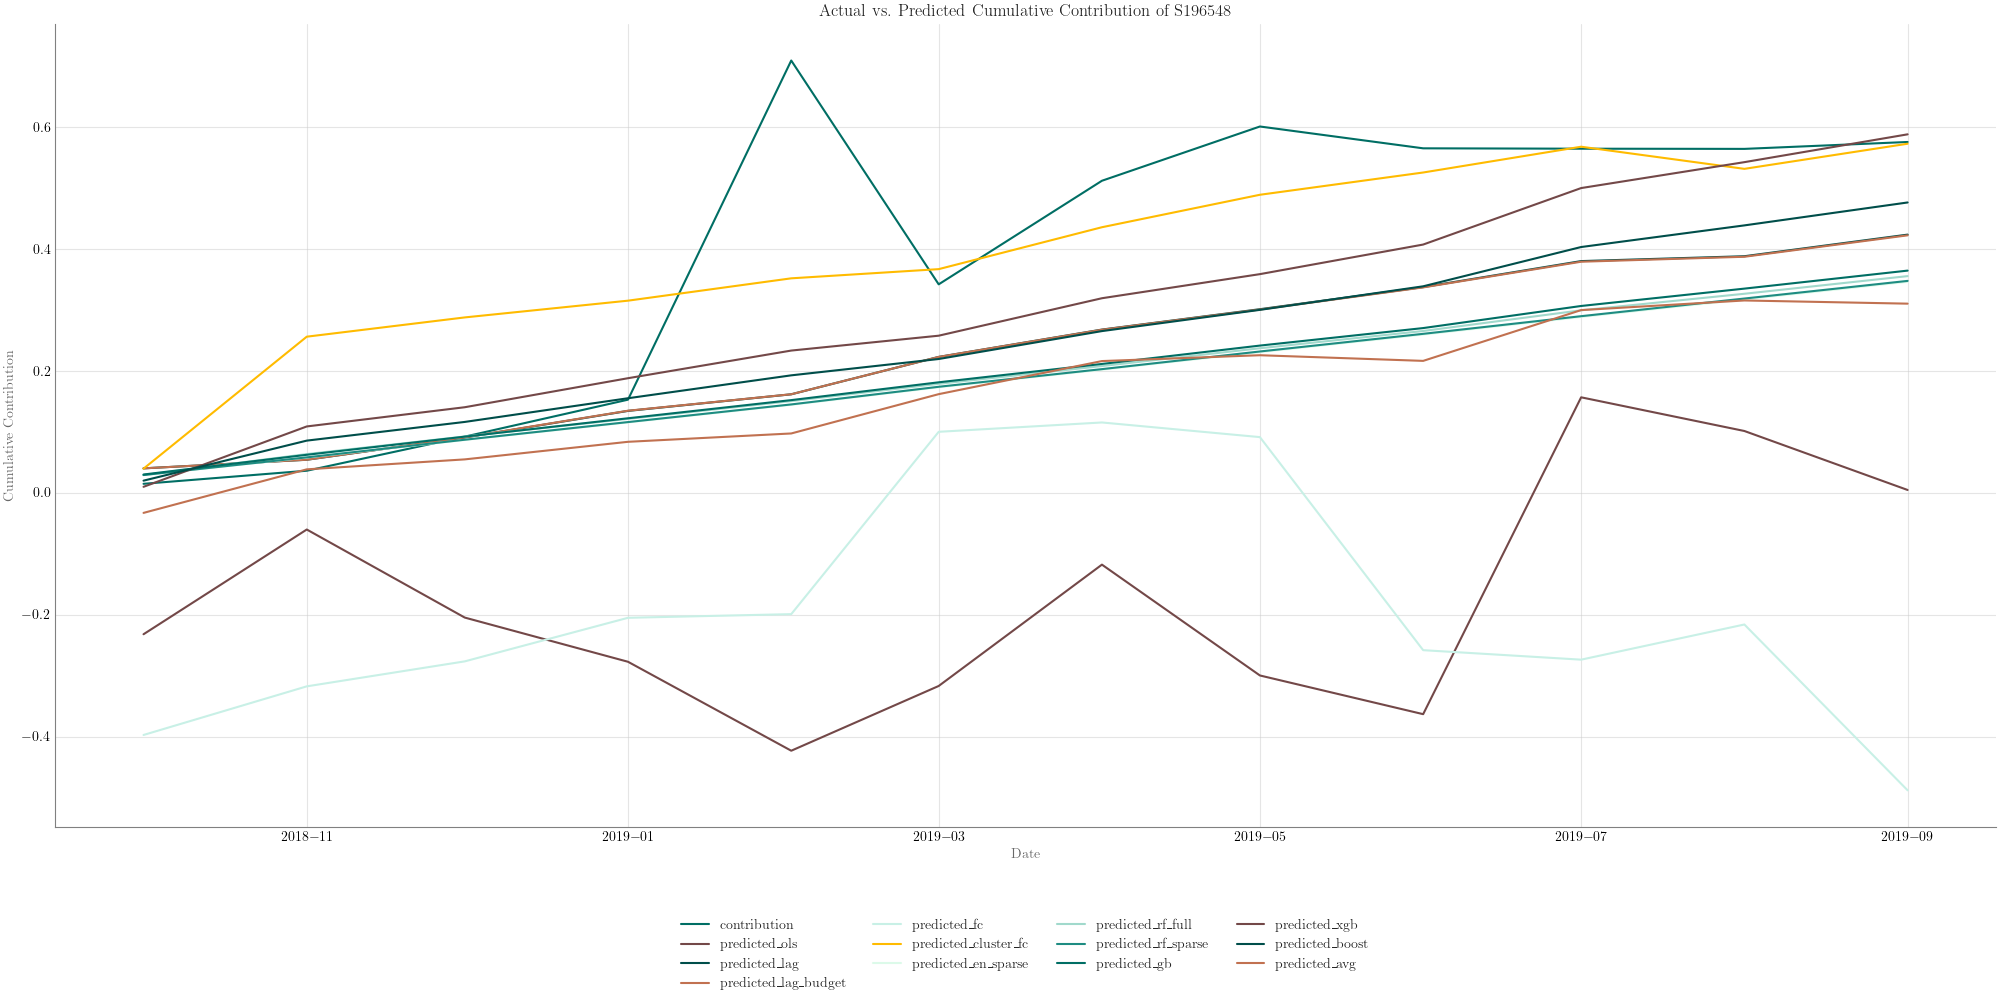 Actual vs. Predicted Cumulative Contribution of S196548
Cumulative Contribution
0.6
0.4
0.2
0.0
−0.2
−0.4
2018−11
2019−01
2019−03
2019−05
2019−07
2019−09
Date
contribution
predicted_ols
predicted_lag
predicted_lag_budget
predicted_fc
predicted_cluster_fc
predicted_en_sparse
predicted_rf_full
predicted_rf_sparse
predicted_gb
predicted_xgb
predicted_boost
predicted_avg